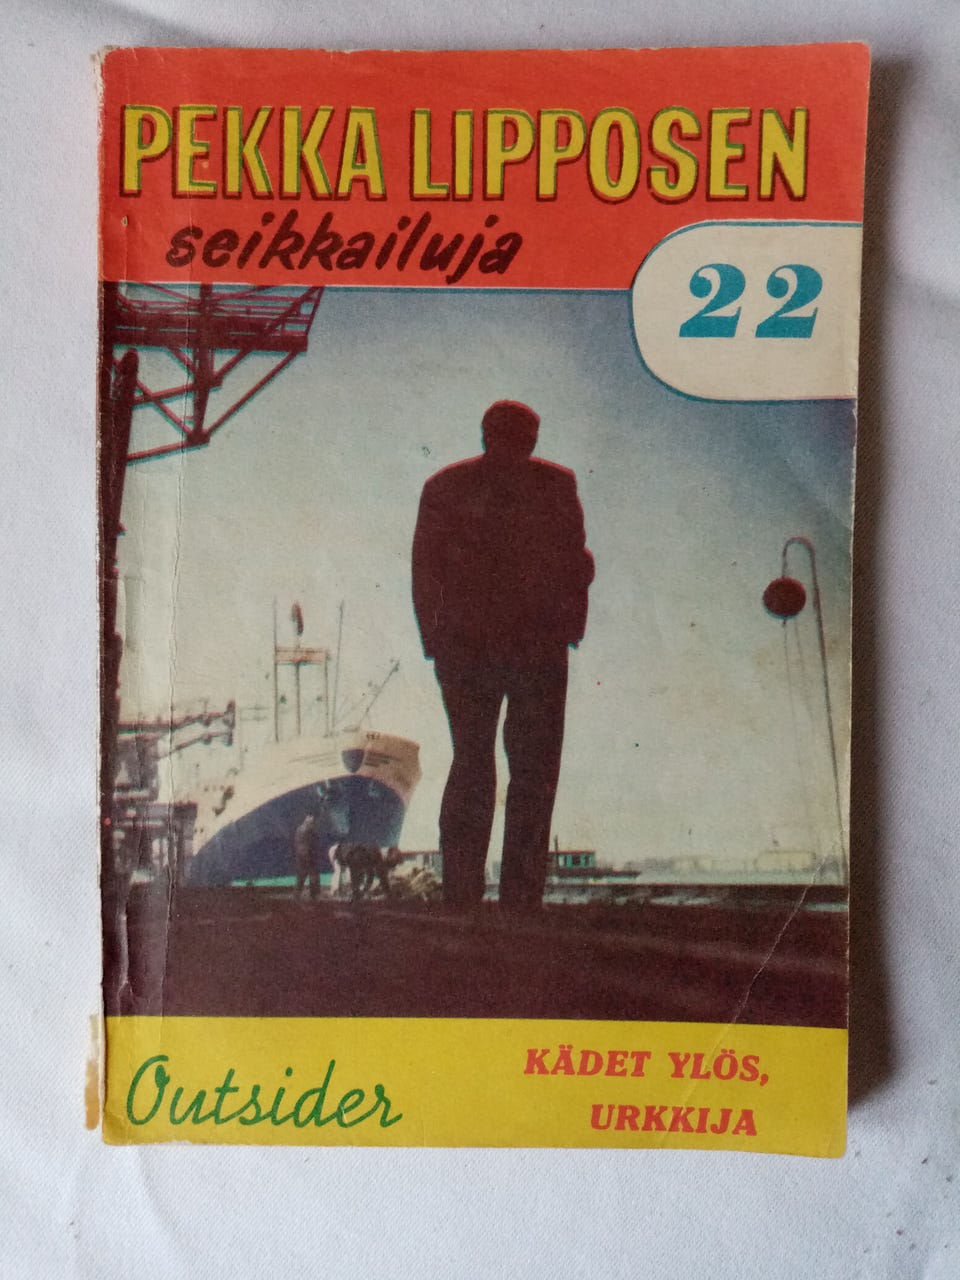 PEKKA LIPPOSEN
seikkailuja
22
Outsider
KÄDET YLÖS,
URKKIJA